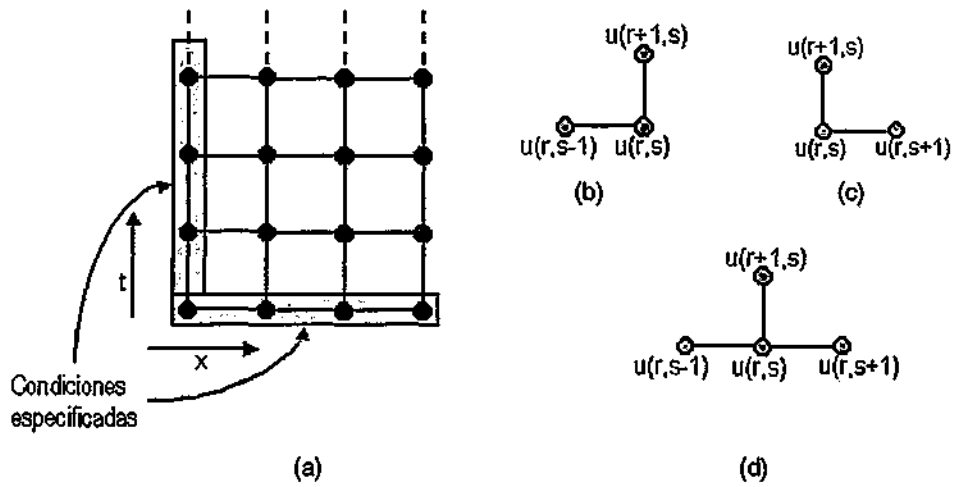 t
x
Condiciones
especificadas
(a)
u(r+1,s)
u(r,s-1) u(r,s)
(b)
u(r+1,s)
u(r,s) u(r,s+1)
(c)
u(r+1,s)
u(r,s-1) u(r,s) u(r,s+1)
(d)